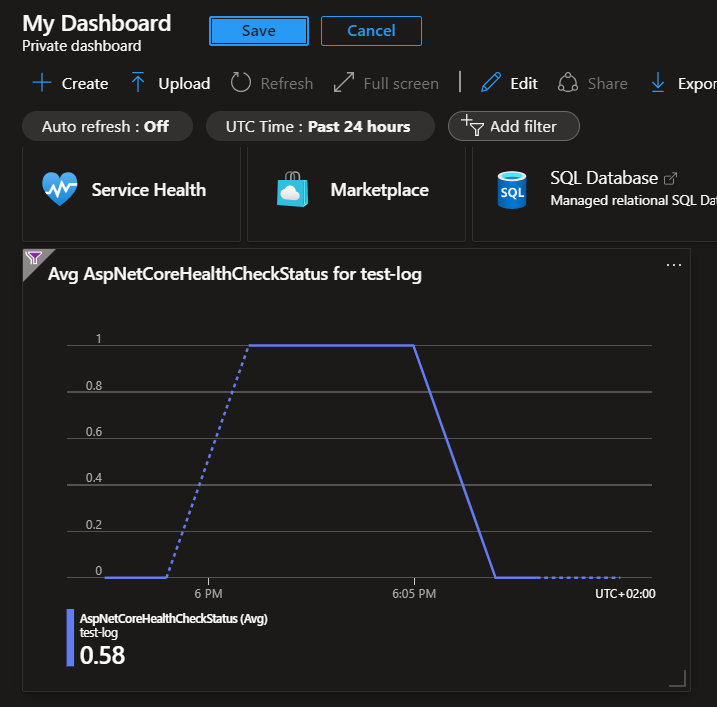 My Dashboard
Private dashboard
Save
Cancel
Create
Upload
Refresh
Full screen
Edit
Share
Expor
Auto refresh : Off
UTC Time : Past 24 hours
Add filter
Service Health
Marketplace
SQL
SQL Database
Managed relational SQL Dat
Avg AspNetCoreHealthCheckStatus for test-log
1
0.8
0.6
0.4
0.2
0
6 PM
6:05 PM
UTC+02:00
AspNetCoreHealthCheckStatus (Avg)
test-log
0.58